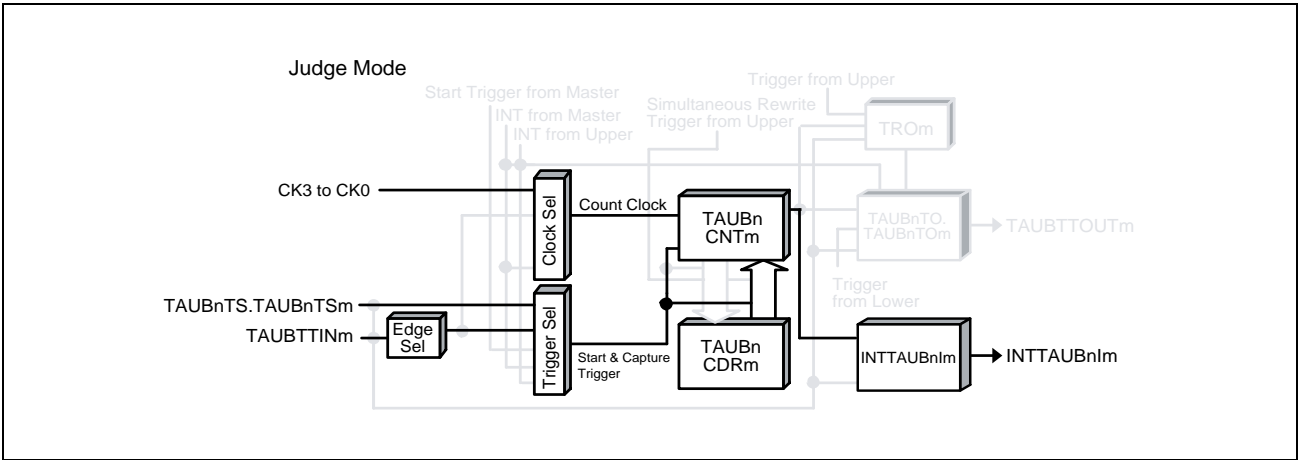 Judge Mode
Trigger from Upper
Start Trigger from Master
Simultaneous Rewrite
Trigger from Upper
INT from Master
INT from Upper
TROm
CK3 to CK0
Clock Sel
Count Clock
TAUBn
CNTm
TAUBnTO.
TAUBnTOm
TAUBTTOUTm
Trigger
from Lower
TAUBnTS.TAUBnTSm
TAUBTTINm
Edge
Sel
Trigger Sel
Start & Capture
Trigger
TAUBn
CDRm
INTTAUBnIm
INTTAUBnIm